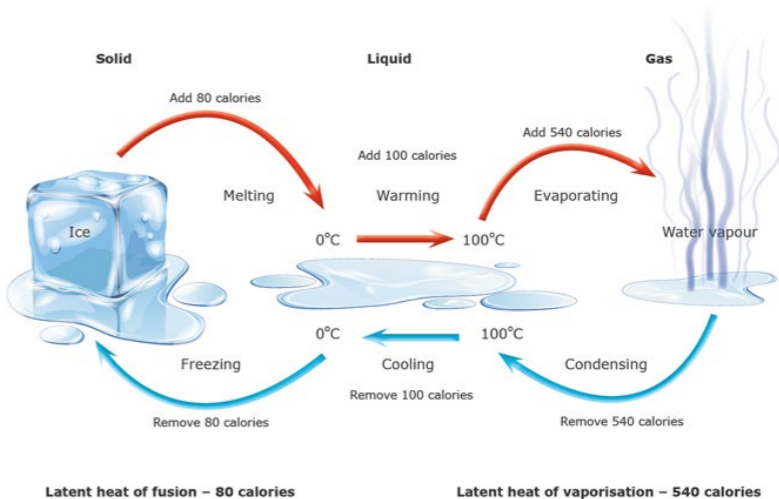 Solid
Liquid
Gas
Add 80 calories
Add 540 calories
Add 100 calories
Melting
Warming
Evaporating
Ice
0°C
100°C
Water vapour
0°C
100°C
Freezing
Cooling
Condensing
Remove 100 calories
Remove 80 calories
Remove 540 calories
Latent heat of fusion – 80 calories
Latent heat of vaporisation – 540 calories